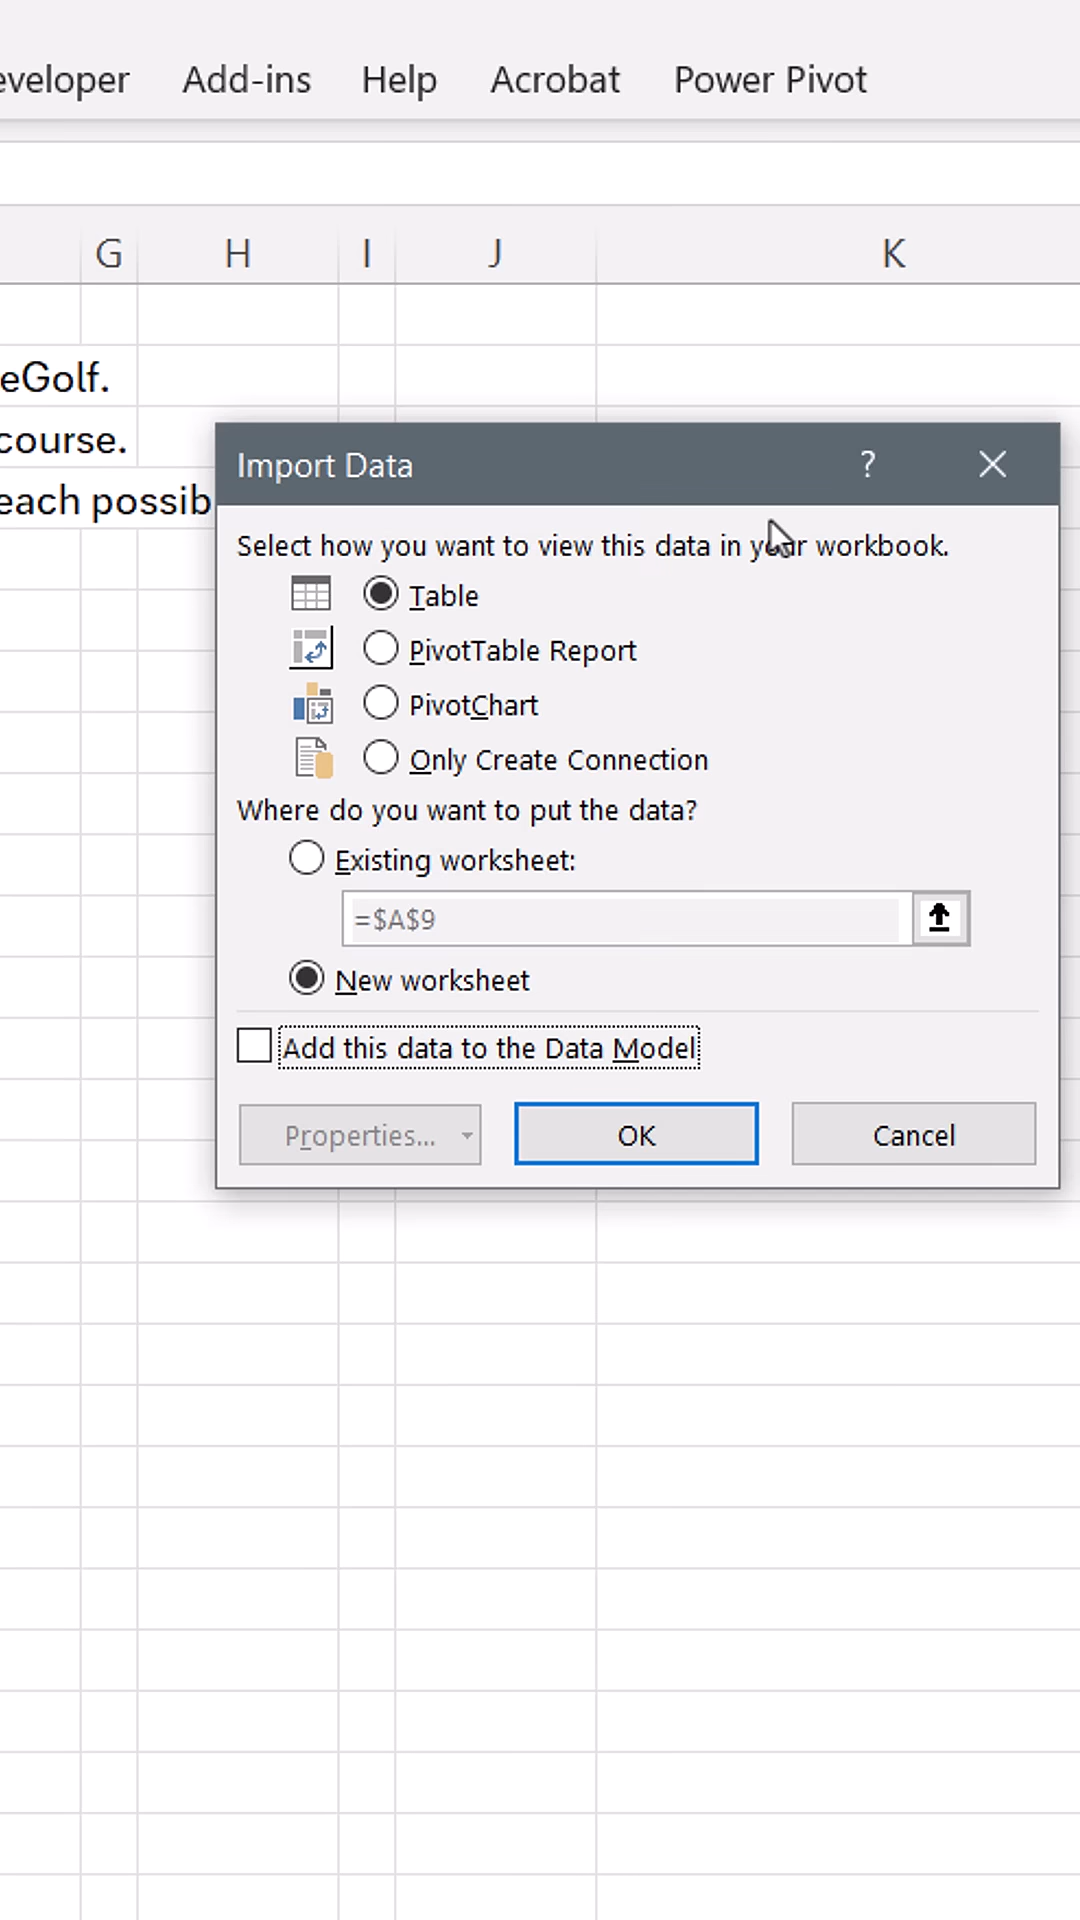 eveloper Add-ins Help Acrobat Power Pivot
G H I J K
eGolf.
course.
each possib
Import Data ?
Select how you want to view this data in your workbook.
Table
PivotTable Report
PivotChart
Only Create Connection
Where do you want to put the data?
Existing worksheet:
=$A$9
New worksheet
Add this data to the Data Model
Properties... OK Cancel